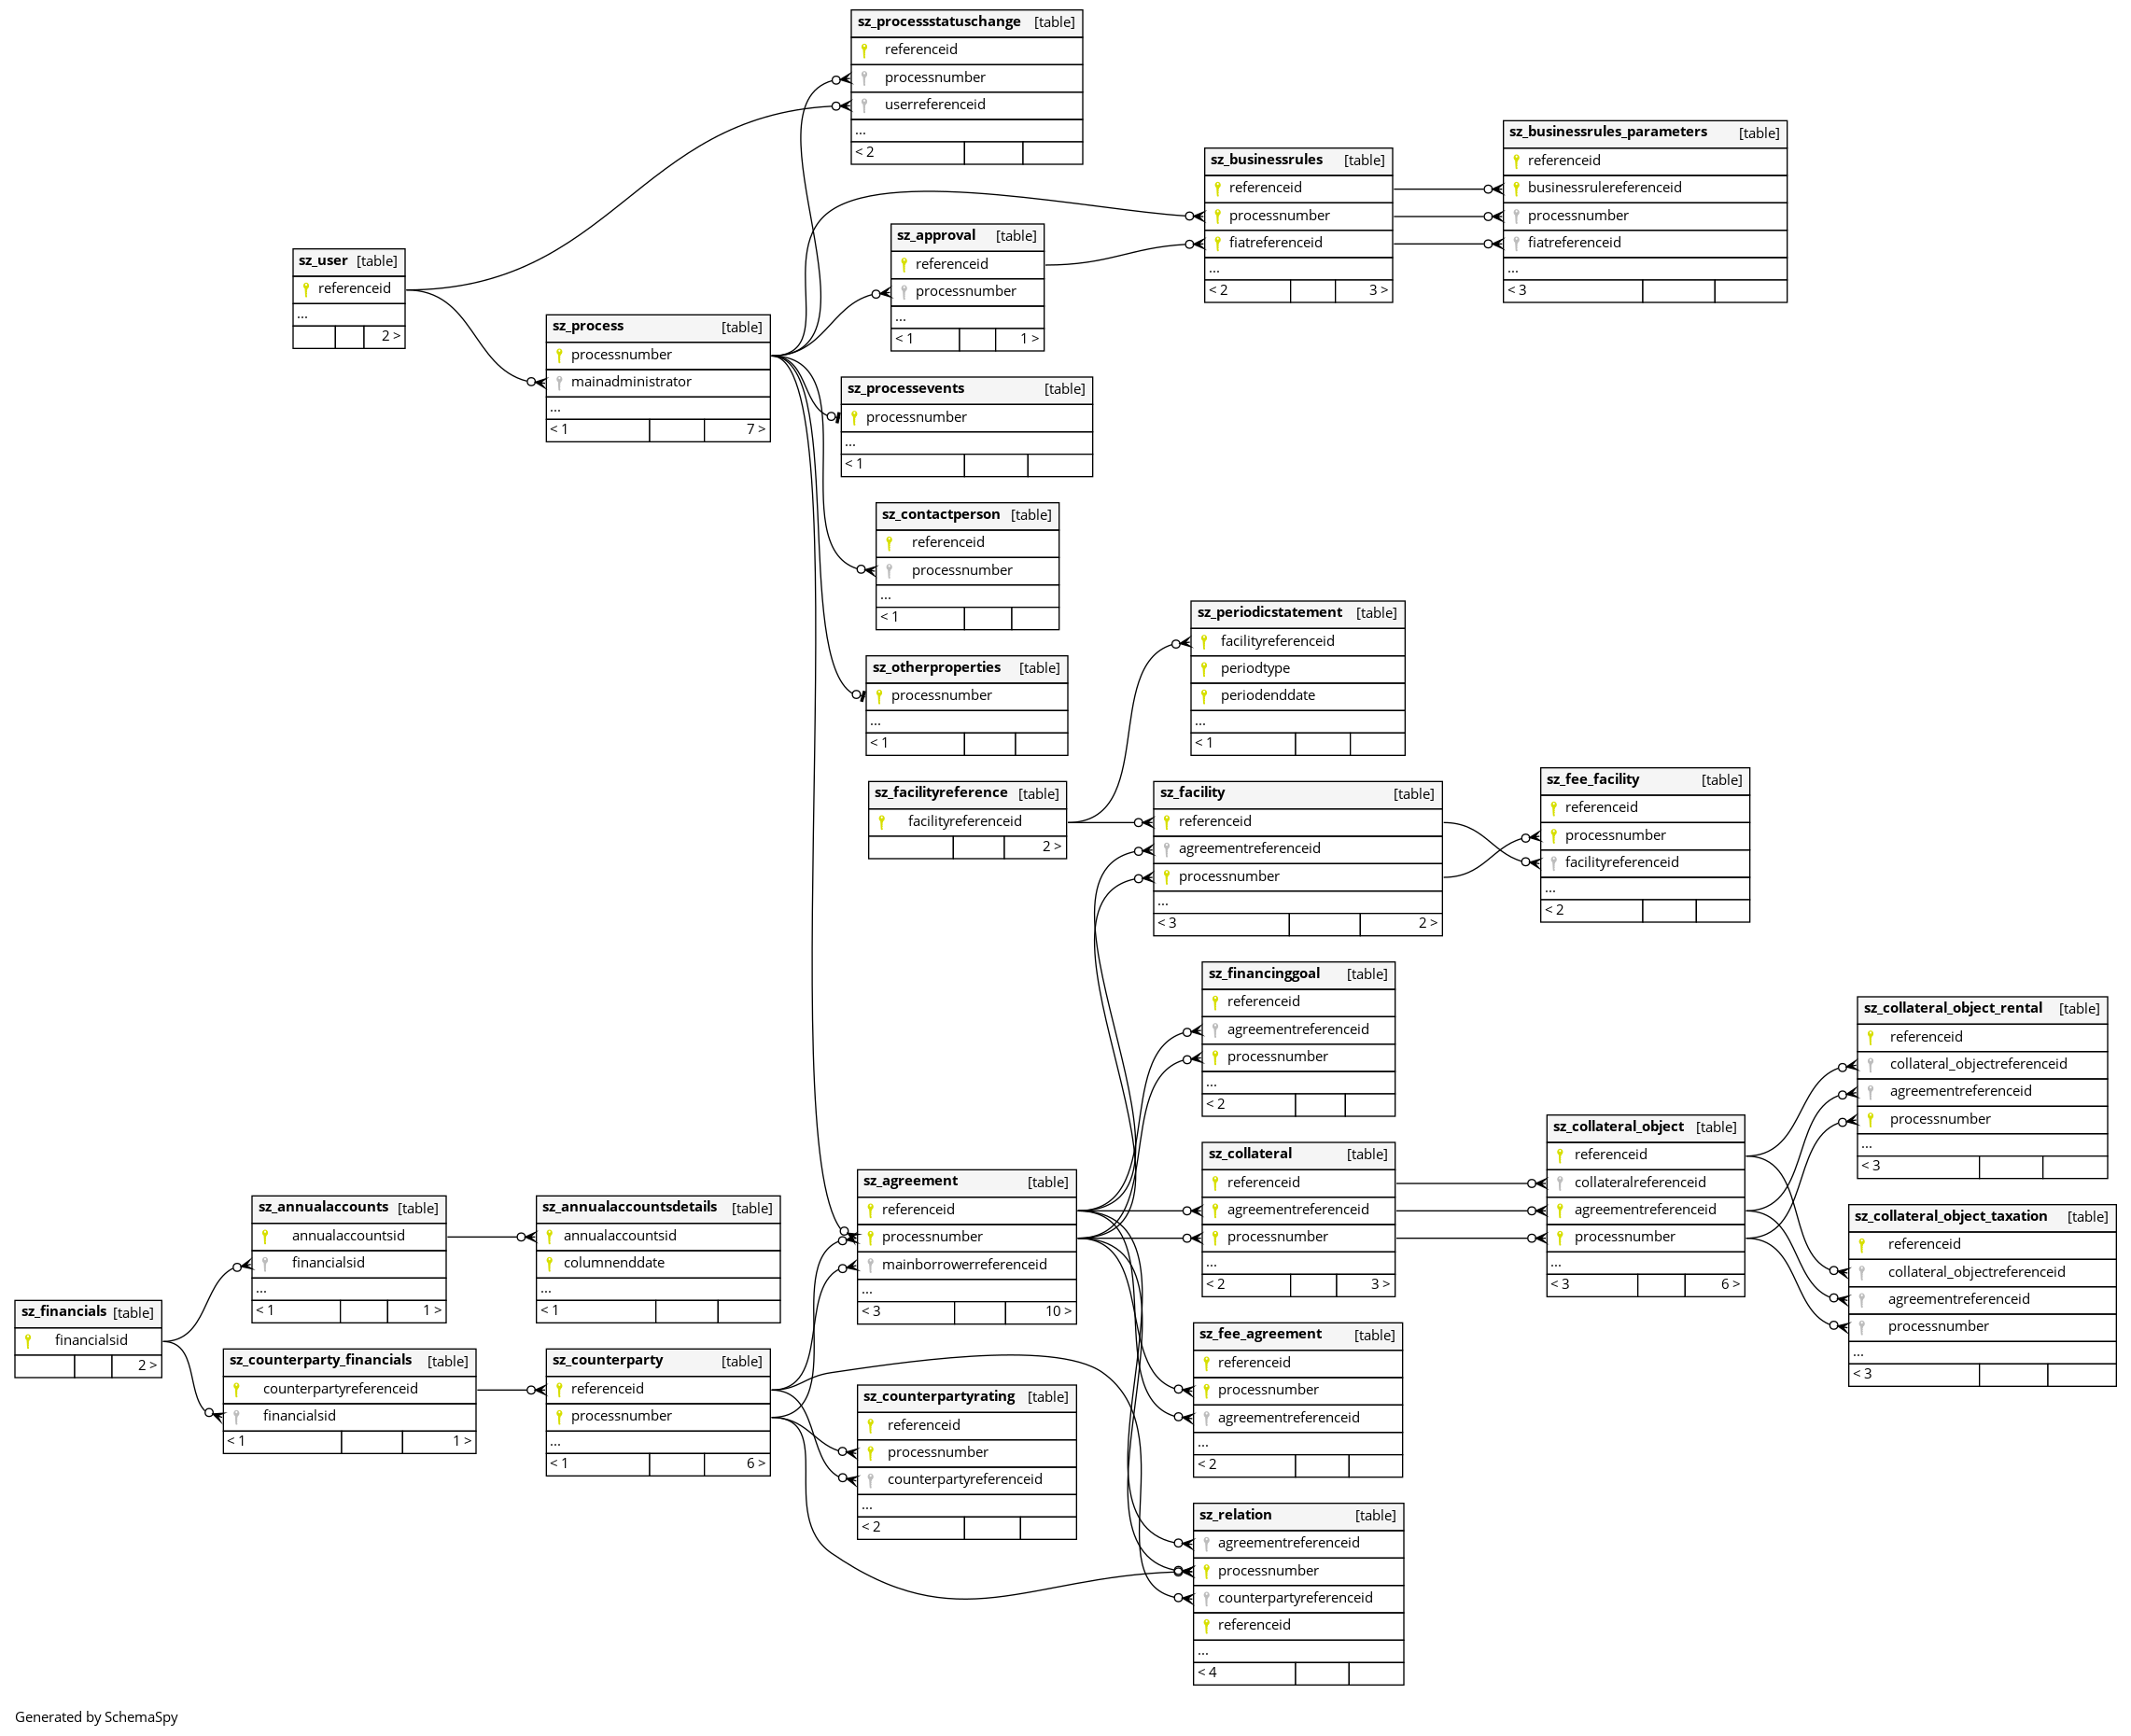 sz_processstatuschange [table]
referenceid
processnumber
userreferenceid
...
< 2
sz_businessrules_parameters [table]
referenceid
businessrulereferenceid
processnumber
fiatreferenceid
...
< 3
sz_businessrules [table]
referenceid
processnumber
fiatreferenceid
...
< 2 3 >
sz_approval [table]
referenceid
processnumber
...
< 1 1 >
sz_user [table]
referenceid
...
2 >
sz_process [table]
processnumber
mainadministrator
...
< 1 7 >
sz_processevents [table]
processnumber
...
< 1
sz_contactperson [table]
referenceid
processnumber
...
< 1
sz_periodicstatement [table]
facilityreferenceid
periodtype
periodenddate
...
< 1
sz_otherproperties [table]
processnumber
...
< 1
sz_facilityreference [table]
facilityreferenceid
2 >
sz_facility [table]
referenceid
agreementreferenceid
processnumber
...
< 3 2 >
sz_fee_facility [table]
referenceid
processnumber
facilityreferenceid
...
< 2
sz_financinggoal [table]
referenceid
agreementreferenceid
processnumber
...
< 2
sz_collateral_object_rental [table]
referenceid
collateral_objectreferenceid
agreementreferenceid
processnumber
...
< 3
sz_collateral [table]
referenceid
agreementreferenceid
processnumber
...
< 2 3 >
sz_collateral_object [table]
referenceid
collateralreferenceid
agreementreferenceid
processnumber
...
< 3 6 >
sz_collateral_object_taxation [table]
referenceid
collateral_objectreferenceid
agreementreferenceid
processnumber
...
< 3
sz_agreement [table]
referenceid
processnumber
mainborrowerreferenceid
...
< 3 10 >
sz_annualaccounts [table]
annualaccountsid
financialsid
...
< 1 1 >
sz_annualaccountsdetails [table]
annualaccountsid
columnenddate
...
< 1
sz_financials [table]
financialsid
2 >
sz_counterparty_financials [table]
counterpartyreferenceid
financialsid
< 1 1 >
sz_counterparty [table]
referenceid
processnumber
...
< 1 6 >
sz_counterpartyrating [table]
referenceid
processnumber
counterpartyreferenceid
...
< 2
sz_fee_agreement [table]
referenceid
processnumber
agreementreferenceid
...
< 2
sz_relation [table]
agreementreferenceid
processnumber
counterpartyreferenceid
referenceid
...
< 4
Generated by SchemaSpy